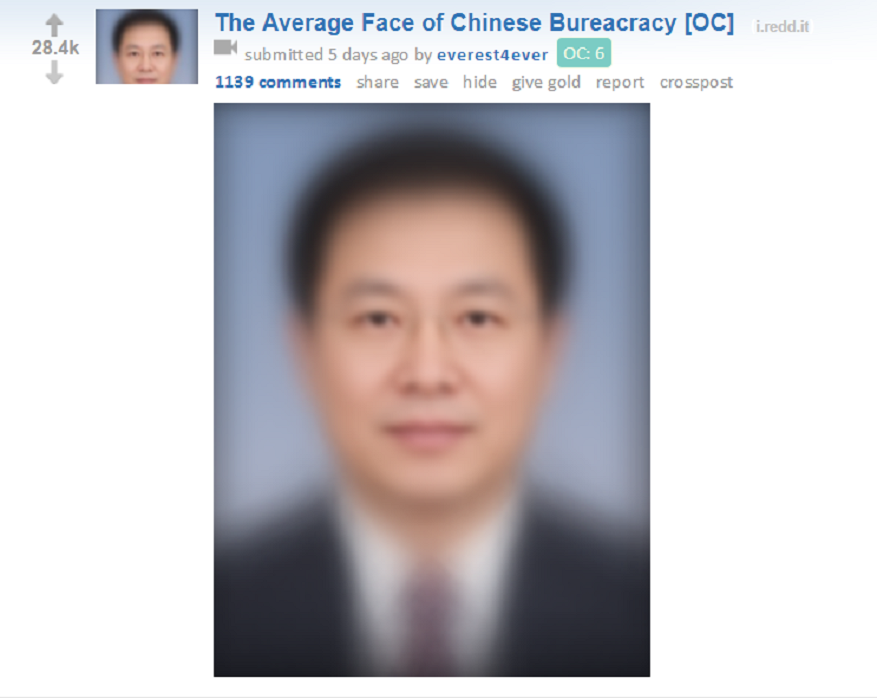 The Average Face of Chinese Bureacracy [OC] i.redd.it
28.4k
submitted 5 days ago by everest4ever OC: 6
1139 comments share save hide give gold report crosspost